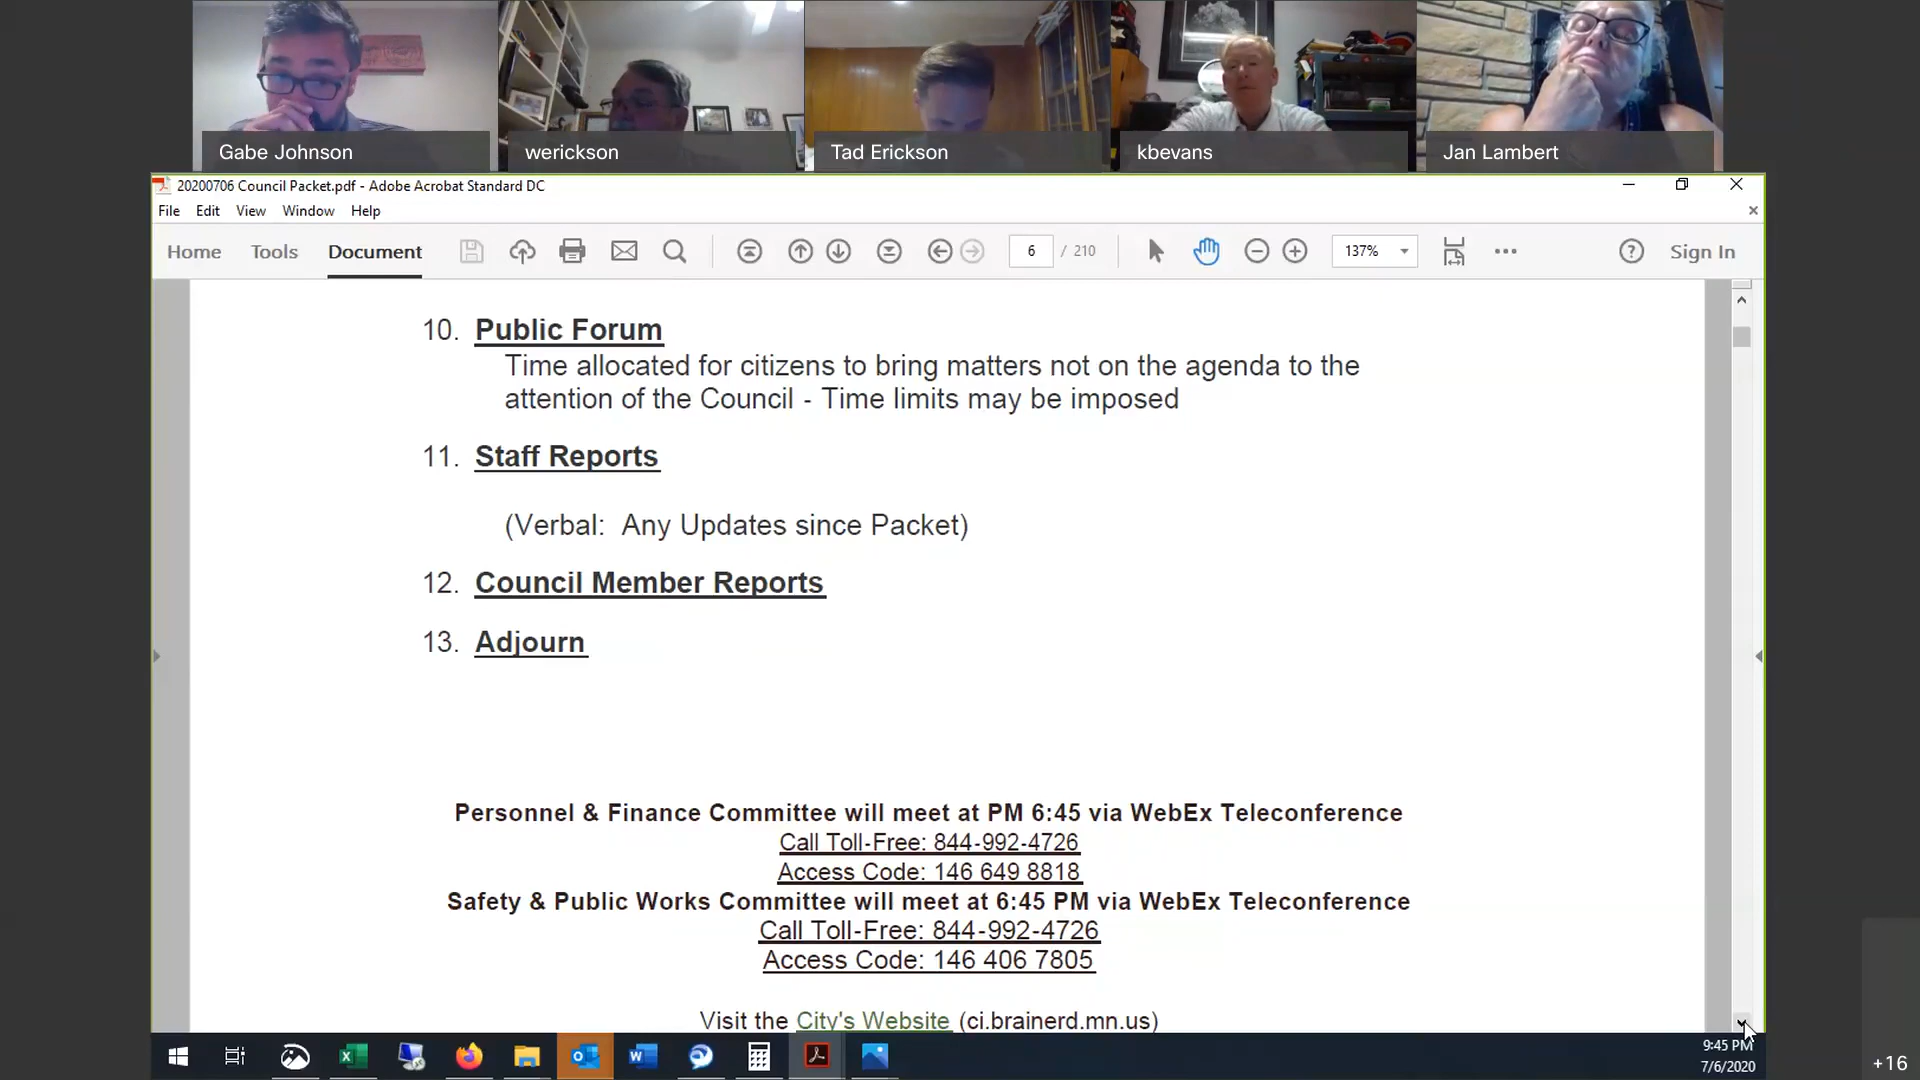 Gabe Johnson
werickson
Tad Erickson
kbevans
Jan Lambert
20200706 Council Packet.pdf - Adobe Acrobat Standard DC
File Edit View Window Help
Home Tools Document 6 / 210 137% Sign In
10. Public Forum
Time allocated for citizens to bring matters not on the agenda to the
attention of the Council - Time limits may be imposed
11. Staff Reports
(Verbal: Any Updates since Packet)
12. Council Member Reports
13. Adjourn
Personnel & Finance Committee will meet at PM 6:45 via WebEx Teleconference
Call Toll-Free: 844-992-4726
Access Code: 146 649 8818
Safety & Public Works Committee will meet at 6:45 PM via WebEx Teleconference
Call Toll-Free: 844-992-4726
Access Code: 146 406 7805
Visit the City's Website (ci.brainerd.mn.us)
9:45 PM
7/6/2020
+16